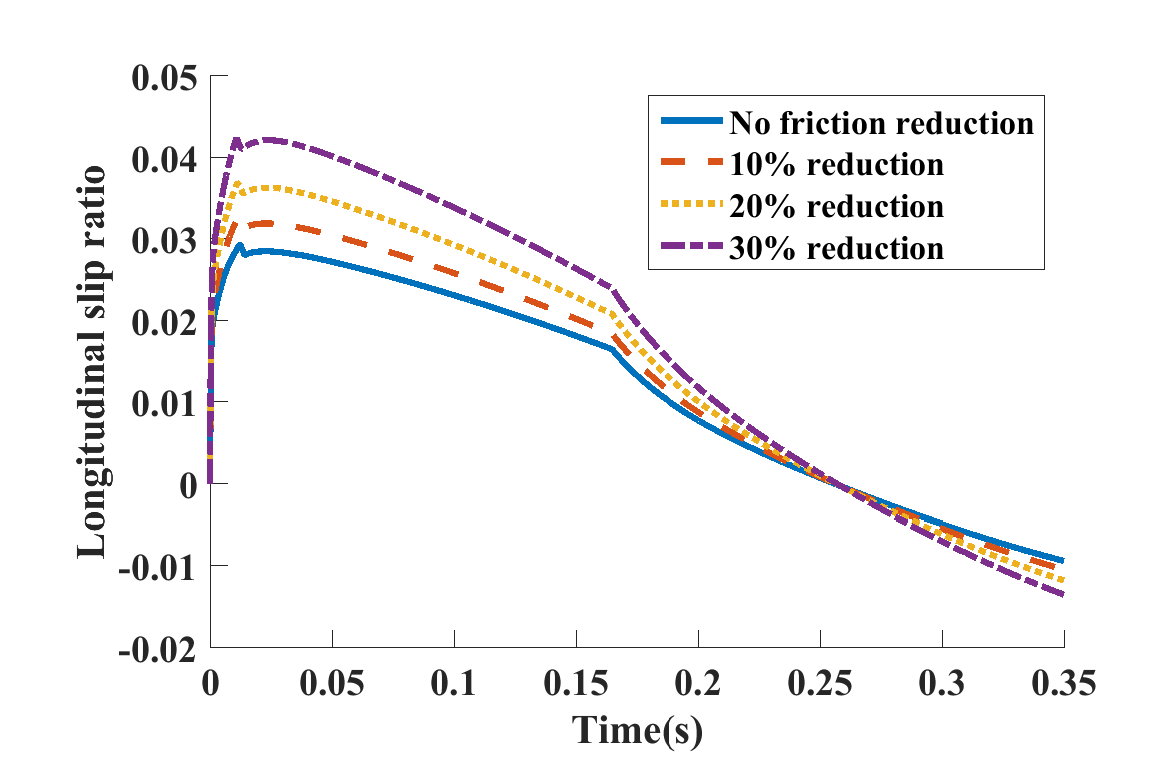 0.05
0.04
0.03
0.02
0.01
0
-0.01
-0.02
Longitudinal slip ratio
No friction reduction
10% reduction
20% reduction
30% reduction
0 0.05 0.1 0.15 0.2 0.25 0.3 0.35
Time(s)